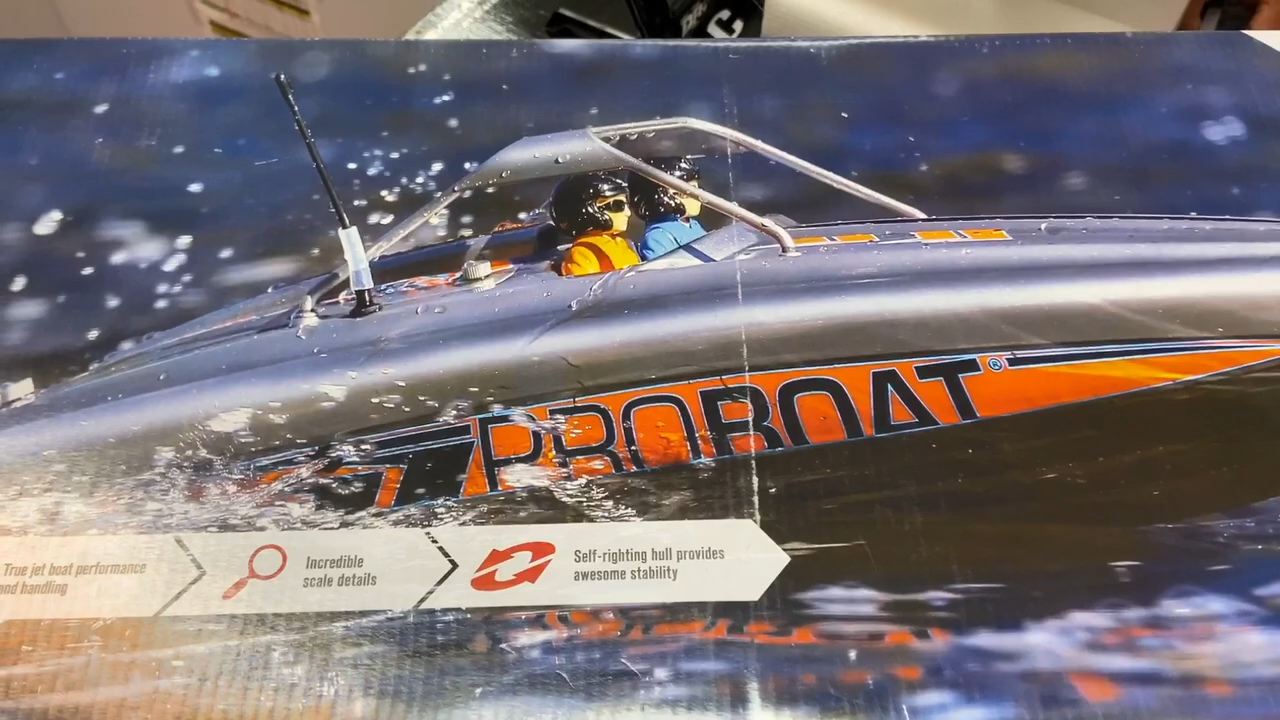 PROBOAT®
True jet boat performance
and handling
Incredible
scale details
Self-righting hull provides
awesome stability